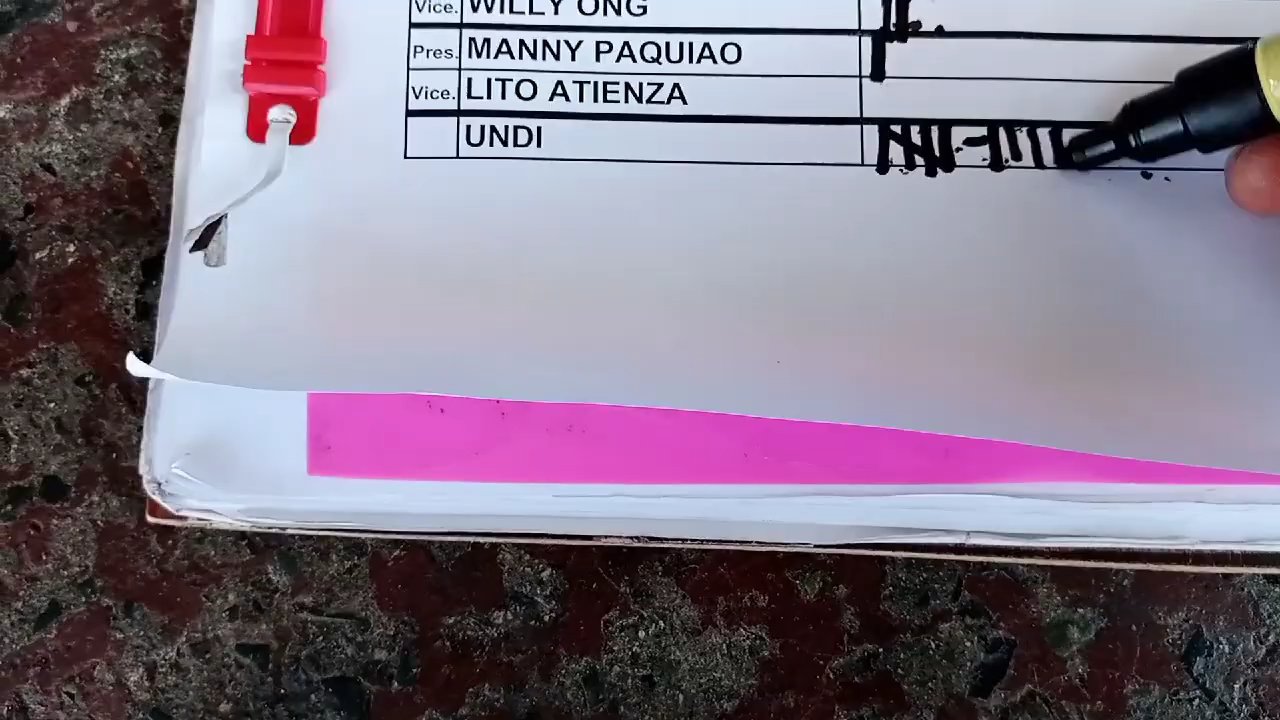 Vice. WILLY ONG
Pres. MANNY PAQUIAO
Vice. LITO ATIENZA
UNDI